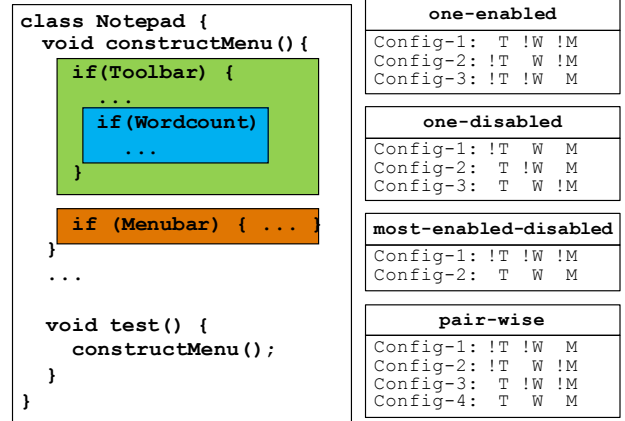 class Notepad {
void constructMenu(){
if(Toolbar) {
...
if(Wordcount)
...
}
if (Menubar) { ... }
}
...
void test() {
constructMenu();
}
}
one-enabled
Config-1: T !W !M
Config-2: !T W !M
Config-3: !T !W M
one-disabled
Config-1: !T W M
Config-2: T !W M
Config-3: T W !M
most-enabled-disabled
Config-1: !T !W !M
Config-2: T W M
pair-wise
Config-1: !T !W M
Config-2: !T W !M
Config-3: T !W !M
Config-4: T W M